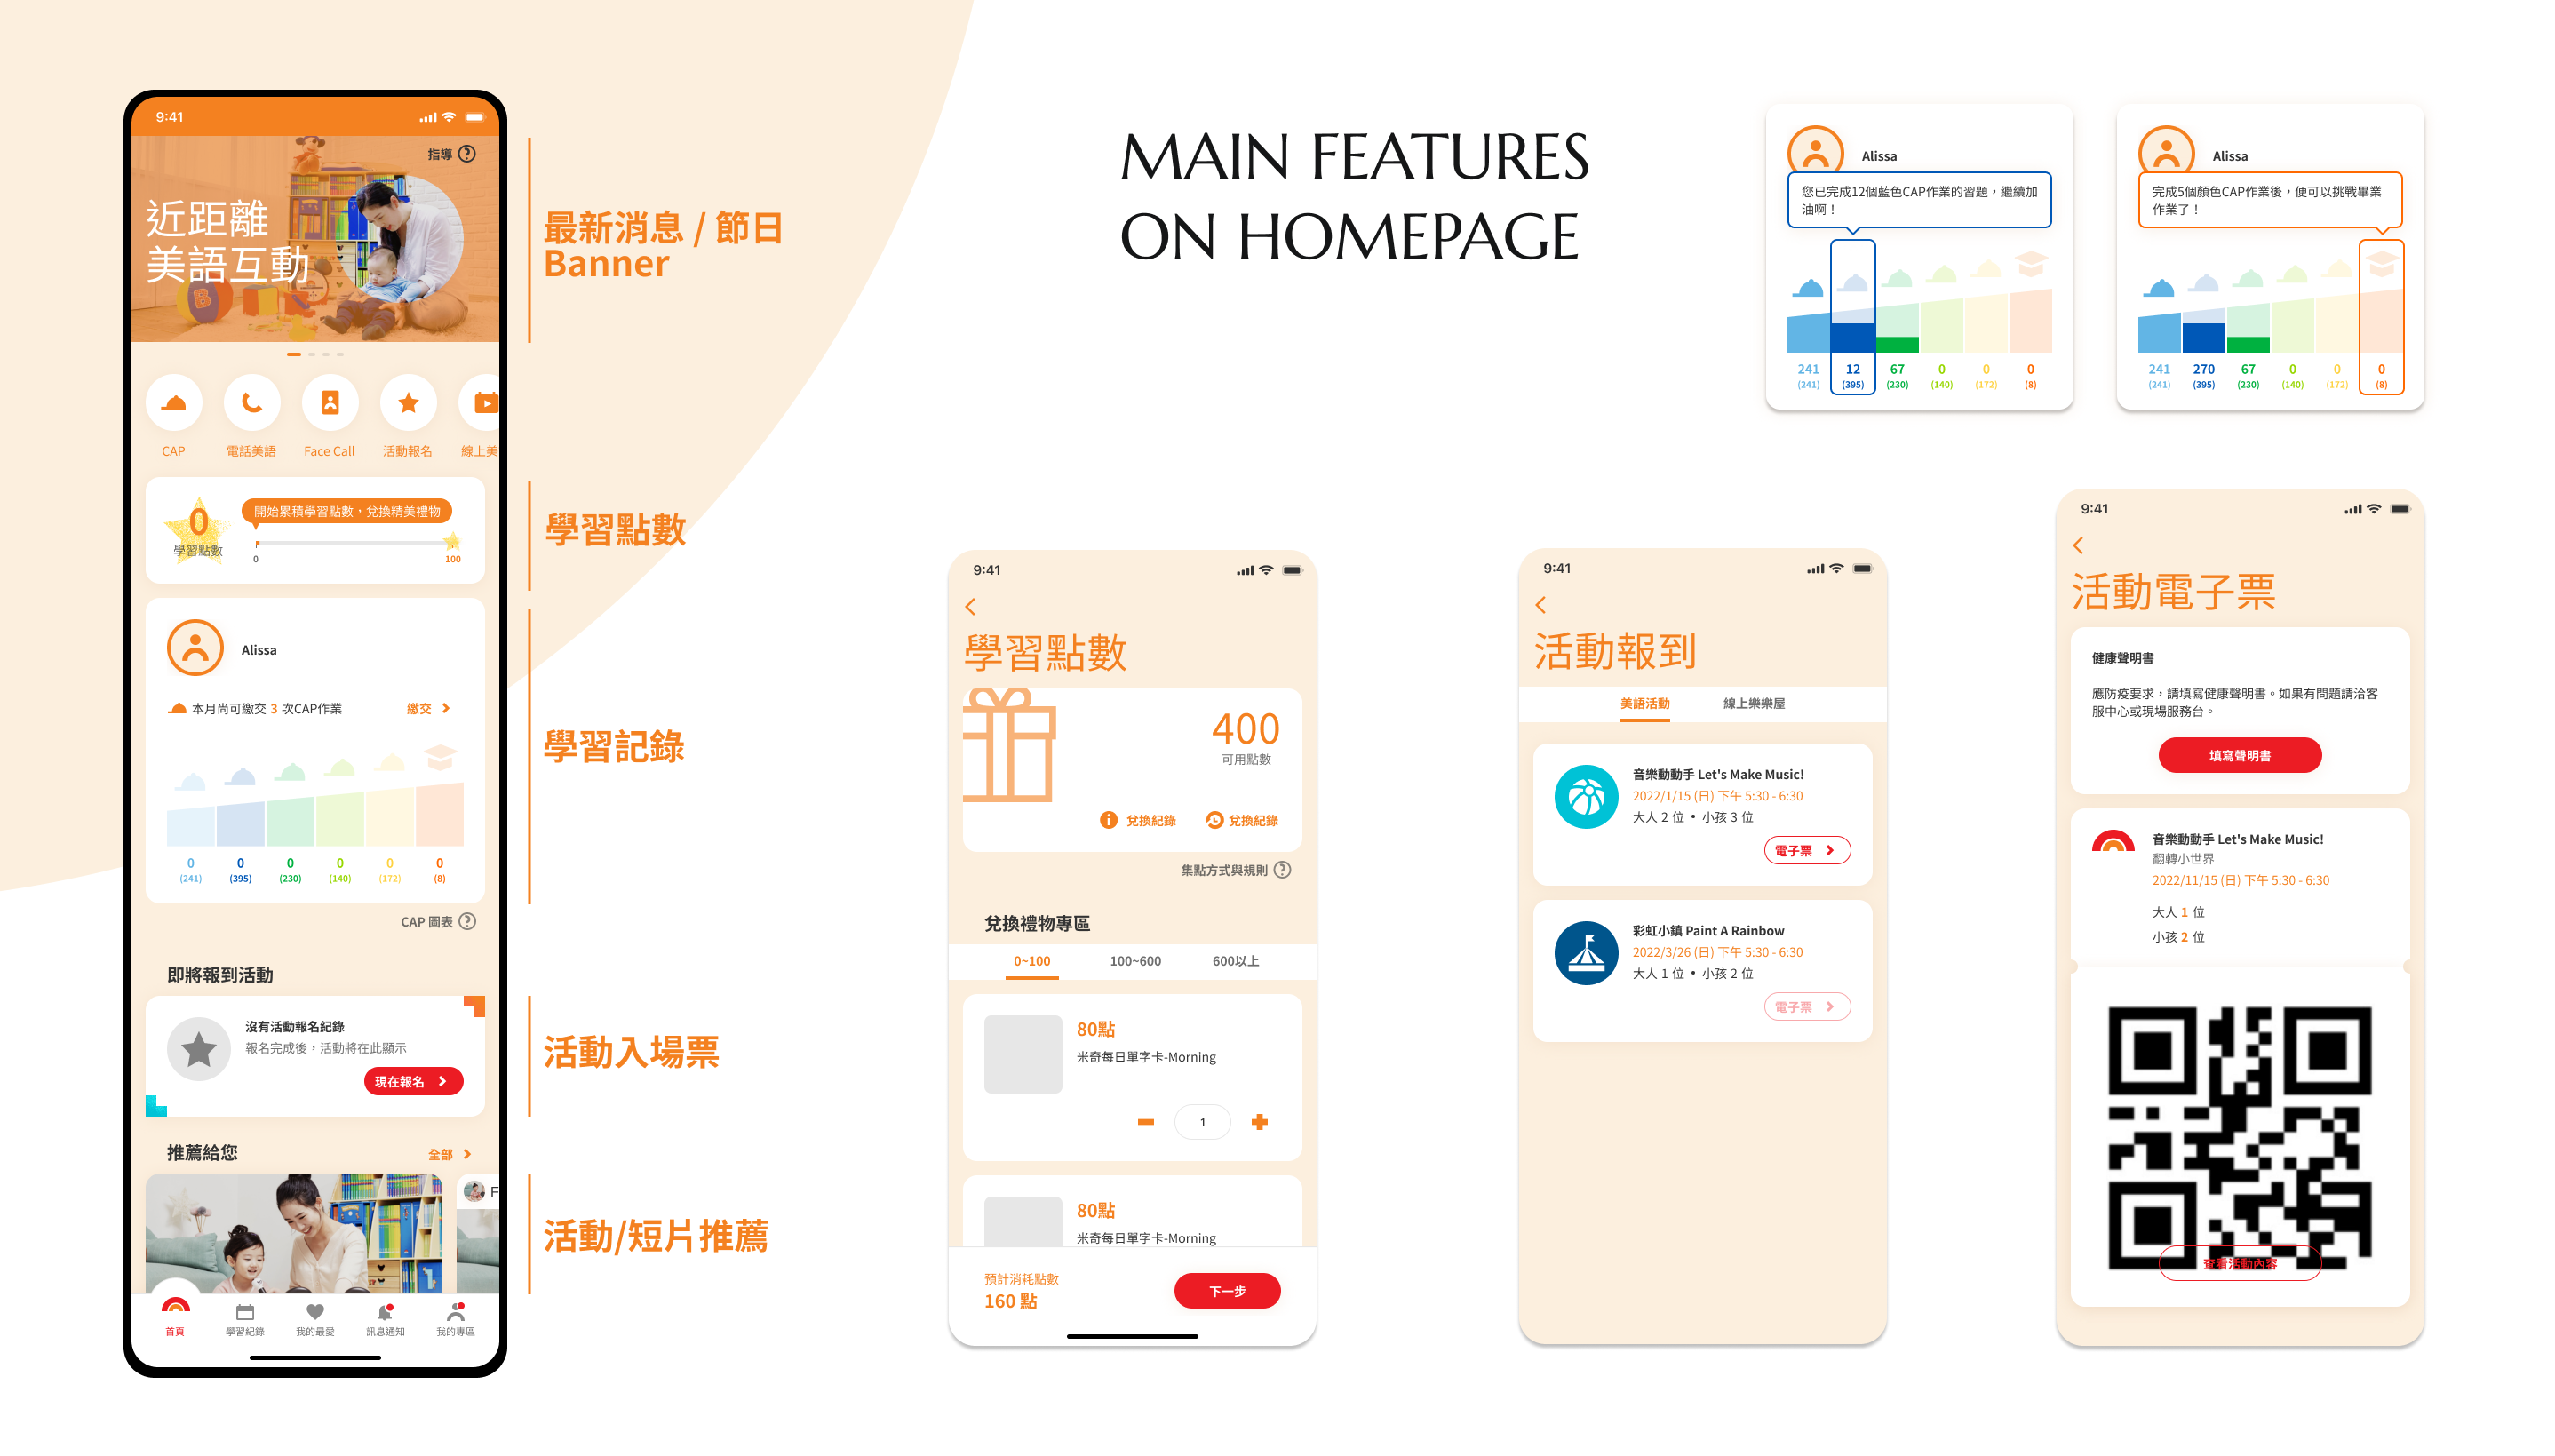 9:41
指導
近距離
美語互動
CAP
電話美語
Face Call
活動報名
線上美
0
學習點數
開始累積學習點數，兌換精美禮物
0
100
Alissa
本月尚可繳交 3 次CAP作業
繳交
0 0 0 0 0 0
(241) (395) (230) (140) (172) (8)
CAP 圖表
即將報到活動
沒有活動報名紀錄
報名完成後，活動將在此顯示
現在報名
推薦給您
全部
F
首頁
學習紀錄
我的最愛
訊息通知
我的專區
最新消息 / 節日
Banner
學習點數
學習記錄
活動入場票
活動/短片推薦
MAIN FEATURES
ON HOMEPAGE
Alissa
您已完成12個藍色CAP作業的習題，繼續加
油啊！
241 12 67 0 0 0
(241) (395) (230) (140) (172) (8)
Alissa
完成5個顏色CAP作業後，便可以挑戰畢業
作業了！
241 270 67 0 0 0
(241) (395) (230) (140) (172) (8)
9:41
學習點數
400
可用點數
兌換紀錄
兌換紀錄
集點方式與規則
兌換禮物專區
0~100
100~600
600以上
80點
米奇每日單字卡-Morning
1
80點
米奇每日單字卡-Morning
預計消耗點數
160 點
下一步
9:41
活動報到
美語活動
線上樂樂屋
音樂動動手 Let's Make Music!
2022/1/15 (日) 下午 5:30 - 6:30
大人 2 位 • 小孩 3 位
電子票
彩虹小鎮 Paint A Rainbow
2022/3/26 (日) 下午 5:30 - 6:30
大人 1 位 • 小孩 2 位
電子票
9:41
活動電子票
健康聲明書
應防疫要求，請填寫健康聲明書。如果有問題請洽客
服中心或現場服務台。
填寫聲明書
音樂動動手 Let's Make Music!
翻轉小世界
2022/11/15 (日) 下午 5:30 - 6:30
大人 1 位
小孩 2 位
查看活動內容